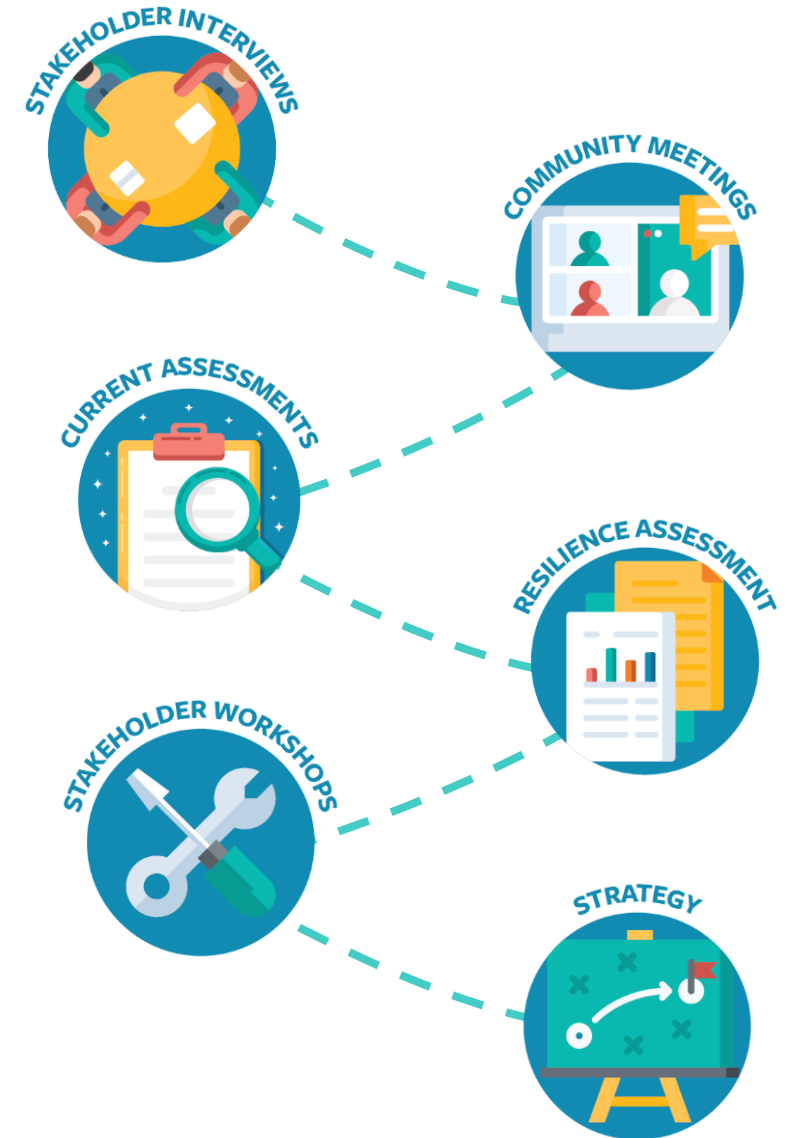 STAKEHOLDER INTERVIEWS
COMMUNITY MEETINGS
CURRENT ASSESSMENTS
RESILIENCE ASSESSMENT
STAKEHOLDER WORKSHOPS
STRATEGY